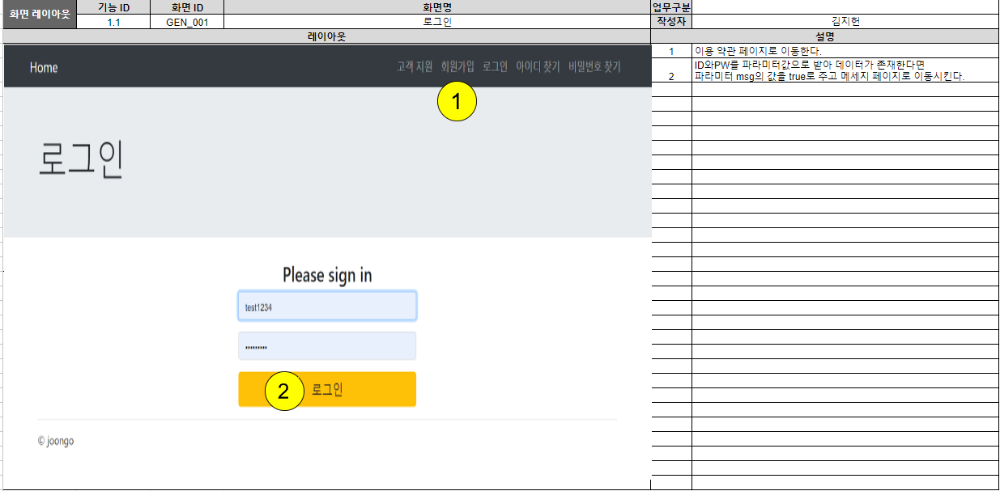 화면 레이아웃
기능 ID 화면 ID 화면명 업무구분
1.1 GEN_001 로그인 작성자 김지헌
레이아웃 설명
Home 고객 지원 회원가입 로그인 아이디 찾기 비밀번호 찾기
1
로그인
Please sign in
test1234
•••••••••
2 로그인
© joongo
1 이용 약관 페이지로 이동한다.
2 ID와PW를 파라미터값으로 받아 데이터가 존재한다면
파라미터 msg의 값을 true로 주고 메세지 페이지로 이동시킨다.